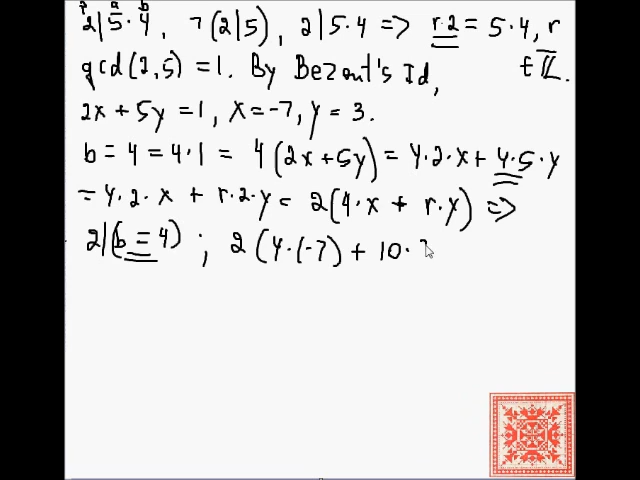 p a b
2|5·4, ¬(2|5), 2|5·4 => r·2 = 5·4, r
gcd(2,5) = 1. By Bezout's Id, ∈ ℤ.
2x + 5y = 1, x = -7, y = 3.
b = 4 = 4·1 = 4(2x+5y) = 4·2·x + 4·5·y
= 4·2·x + r·2·y = 2(4·x + r·y) =>
2|(b = 4) ; 2(4·(-7) + 10·